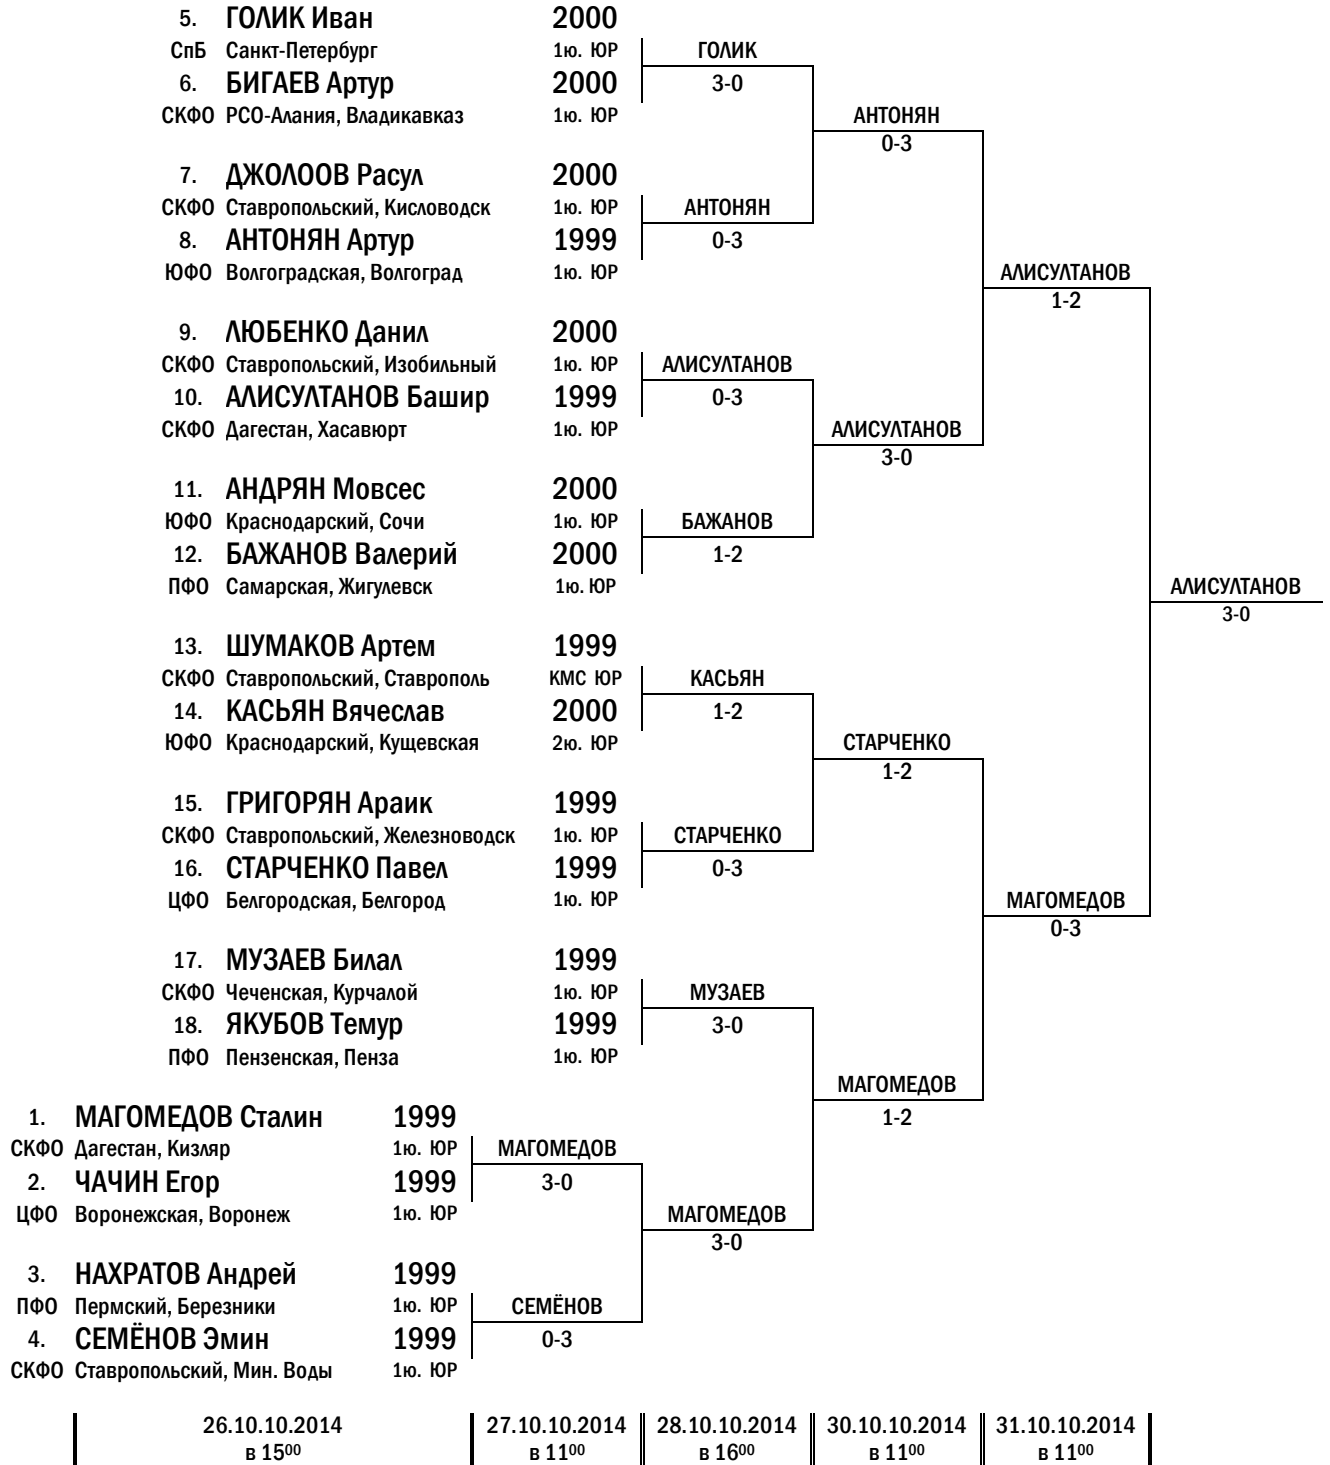 5. ГОЛИК Иван 2000
СпБ Санкт-Петербург 1ю. ЮР ГОЛИК
6. БИГАЕВ Артур 2000 3-0
СКФО РСО-Алания, Владикавказ 1ю. ЮР АНТОНЯН
0-3
7. ДЖОЛООВ Расул 2000
СКФО Ставропольский, Кисловодск 1ю. ЮР АНТОНЯН
8. АНТОНЯН Артур 1999 0-3
ЮФО Волгоградская, Волгоград 1ю. ЮР АЛИСУЛТАНОВ
1-2
9. ЛЮБЕНКО Данил 2000
СКФО Ставропольский, Изобильный 1ю. ЮР АЛИСУЛТАНОВ
10. АЛИСУЛТАНОВ Башир 1999 0-3
СКФО Дагестан, Хасавюрт 1ю. ЮР АЛИСУЛТАНОВ
3-0
11. АНДРЯН Мовсес 2000
ЮФО Краснодарский, Сочи 1ю. ЮР БАЖАНОВ
12. БАЖАНОВ Валерий 2000 1-2
ПФО Самарская, Жигулевск 1ю. ЮР АЛИСУЛТАНОВ
3-0
13. ШУМАКОВ Артем 1999
СКФО Ставропольский, Ставрополь КМС ЮР КАСЬЯН
14. КАСЬЯН Вячеслав 2000 1-2
ЮФО Краснодарский, Кущевская 2ю. ЮР СТАРЧЕНКО
1-2
15. ГРИГОРЯН Араик 1999
СКФО Ставропольский, Железноводск 1ю. ЮР СТАРЧЕНКО
16. СТАРЧЕНКО Павел 1999 0-3
ЦФО Белгородская, Белгород 1ю. ЮР МАГОМЕДОВ
0-3
17. МУЗАЕВ Билал 1999
СКФО Чеченская, Курчалой 1ю. ЮР МУЗАЕВ
18. ЯКУБОВ Темур 1999 3-0
ПФО Пензенская, Пенза 1ю. ЮР
МАГОМЕДОВ
1. МАГОМЕДОВ Сталин 1999 1-2
СКФО Дагестан, Кизляр 1ю. ЮР МАГОМЕДОВ
2. ЧАЧИН Егор 1999 3-0
ЦФО Воронежская, Воронеж 1ю. ЮР МАГОМЕДОВ
3-0
3. НАХРАТОВ Андрей 1999
ПФО Пермский, Березники 1ю. ЮР СЕМЁНОВ
4. СЕМЁНОВ Эмин 1999 0-3
СКФО Ставропольский, Мин. Воды 1ю. ЮР
26.10.10.2014 27.10.10.2014 28.10.10.2014 30.10.10.2014 31.10.10.2014
в 15⁰⁰ в 11⁰⁰ в 16⁰⁰ в 11⁰⁰ в 11⁰⁰